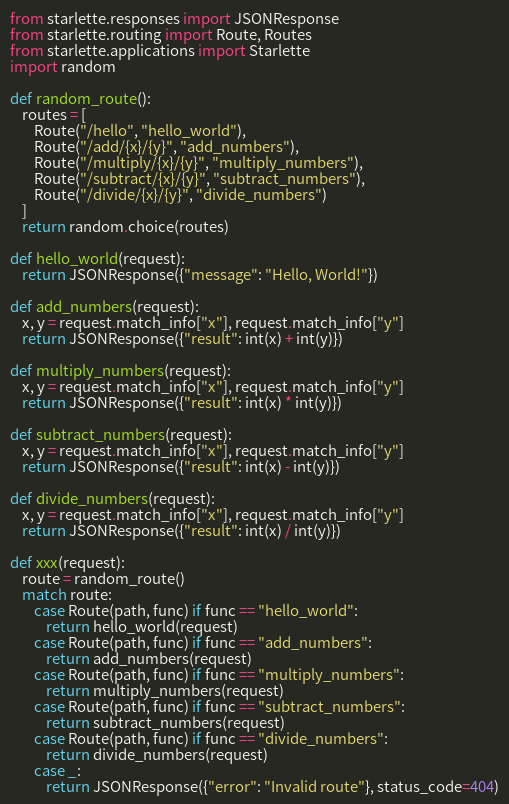 from starlette.responses import JSONResponse
from starlette.routing import Route, Routes
from starlette.applications import Starlette
import random

def random_route():
    routes = [
        Route("/hello", "hello_world"),
        Route("/add/{x}/{y}", "add_numbers"),
        Route("/multiply/{x}/{y}", "multiply_numbers"),
        Route("/subtract/{x}/{y}", "subtract_numbers"),
        Route("/divide/{x}/{y}", "divide_numbers")
    ]
    return random.choice(routes)

def hello_world(request):
    return JSONResponse({"message": "Hello, World!"})

def add_numbers(request):
    x, y = request.match_info["x"], request.match_info["y"]
    return JSONResponse({"result": int(x) + int(y)})

def multiply_numbers(request):
    x, y = request.match_info["x"], request.match_info["y"]
    return JSONResponse({"result": int(x) * int(y)})

def subtract_numbers(request):
    x, y = request.match_info["x"], request.match_info["y"]
    return JSONResponse({"result": int(x) - int(y)})

def divide_numbers(request):
    x, y = request.match_info["x"], request.match_info["y"]
    return JSONResponse({"result": int(x) / int(y)})

def xxx(request):
    route = random_route()
    match route:
        case Route(path, func) if func == "hello_world":
            return hello_world(request)
        case Route(path, func) if func == "add_numbers":
            return add_numbers(request)
        case Route(path, func) if func == "multiply_numbers":
            return multiply_numbers(request)
        case Route(path, func) if func == "subtract_numbers":
            return subtract_numbers(request)
        case Route(path, func) if func == "divide_numbers":
            return divide_numbers(request)
        case _:
            return JSONResponse({"error": "Invalid route"}, status_code=404)